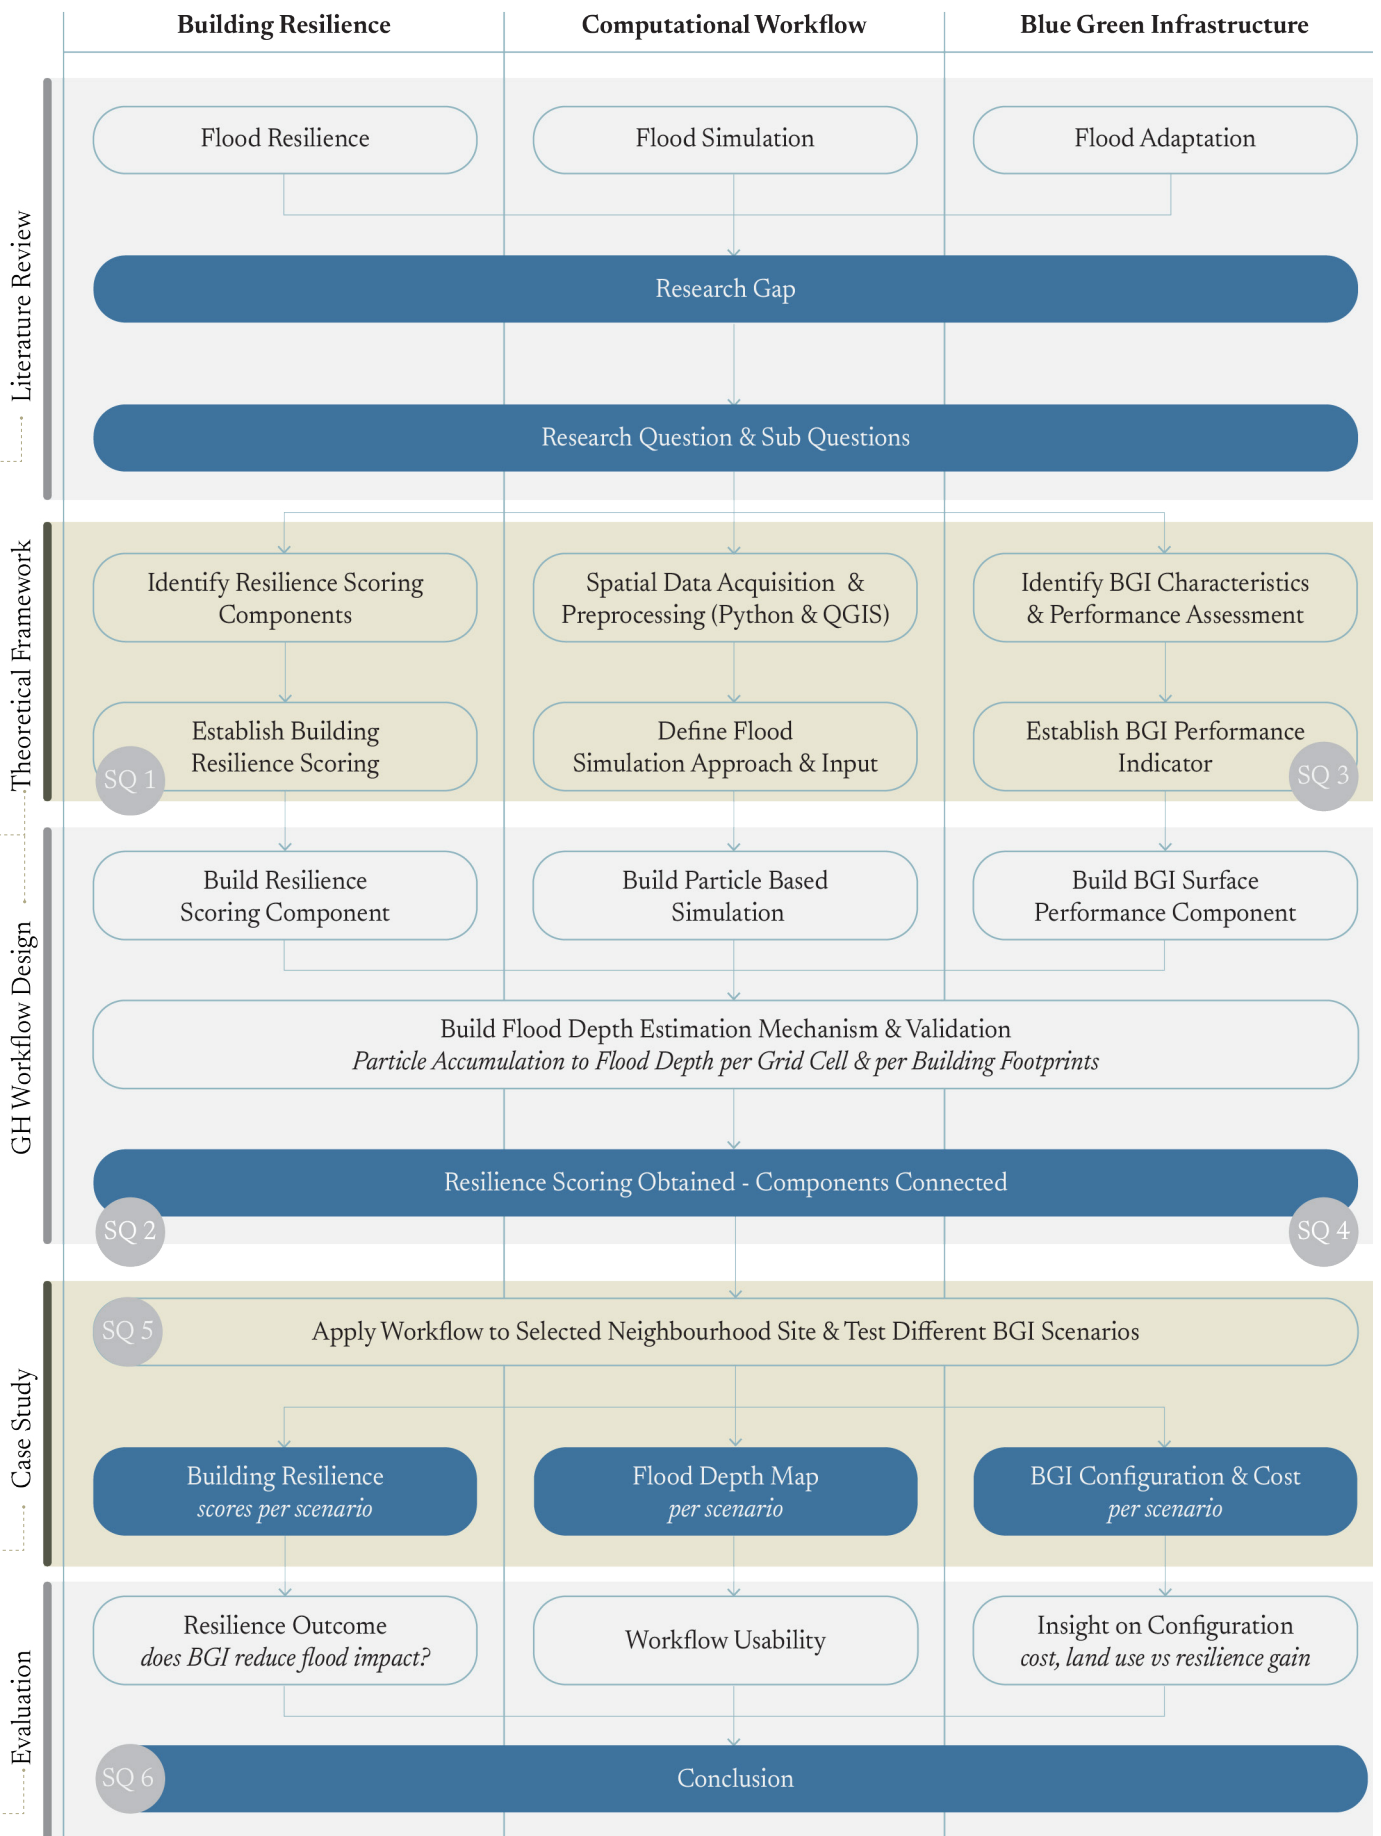 Building Resilience
Computational Workflow
Blue Green Infrastructure
Literature Review
Flood Resilience
Flood Simulation
Flood Adaptation
Research Gap
Research Question & Sub Questions
Theoretical Framework
Identify Resilience Scoring
Components
Spatial Data Acquisition &
Preprocessing (Python & QGIS)
Identify BGI Characteristics
& Performance Assessment
Establish Building
Resilience Scoring
SQ 1
Define Flood
Simulation Approach & Input
Establish BGI Performance
Indicator
SQ 3
GH Workflow Design
Build Resilience
Scoring Component
Build Particle Based
Simulation
Build BGI Surface
Performance Component
Build Flood Depth Estimation Mechanism & Validation
Particle Accumulation to Flood Depth per Grid Cell & per Building Footprints
Resilience Scoring Obtained - Components Connected
SQ 2
SQ 4
Case Study
SQ 5
Apply Workflow to Selected Neighbourhood Site & Test Different BGI Scenarios
Building Resilience
scores per scenario
Flood Depth Map
per scenario
BGI Configuration & Cost
per scenario
Evaluation
Resilience Outcome
does BGI reduce flood impact?
Workflow Usability
Insight on Configuration
cost, land use vs resilience gain
SQ 6
Conclusion